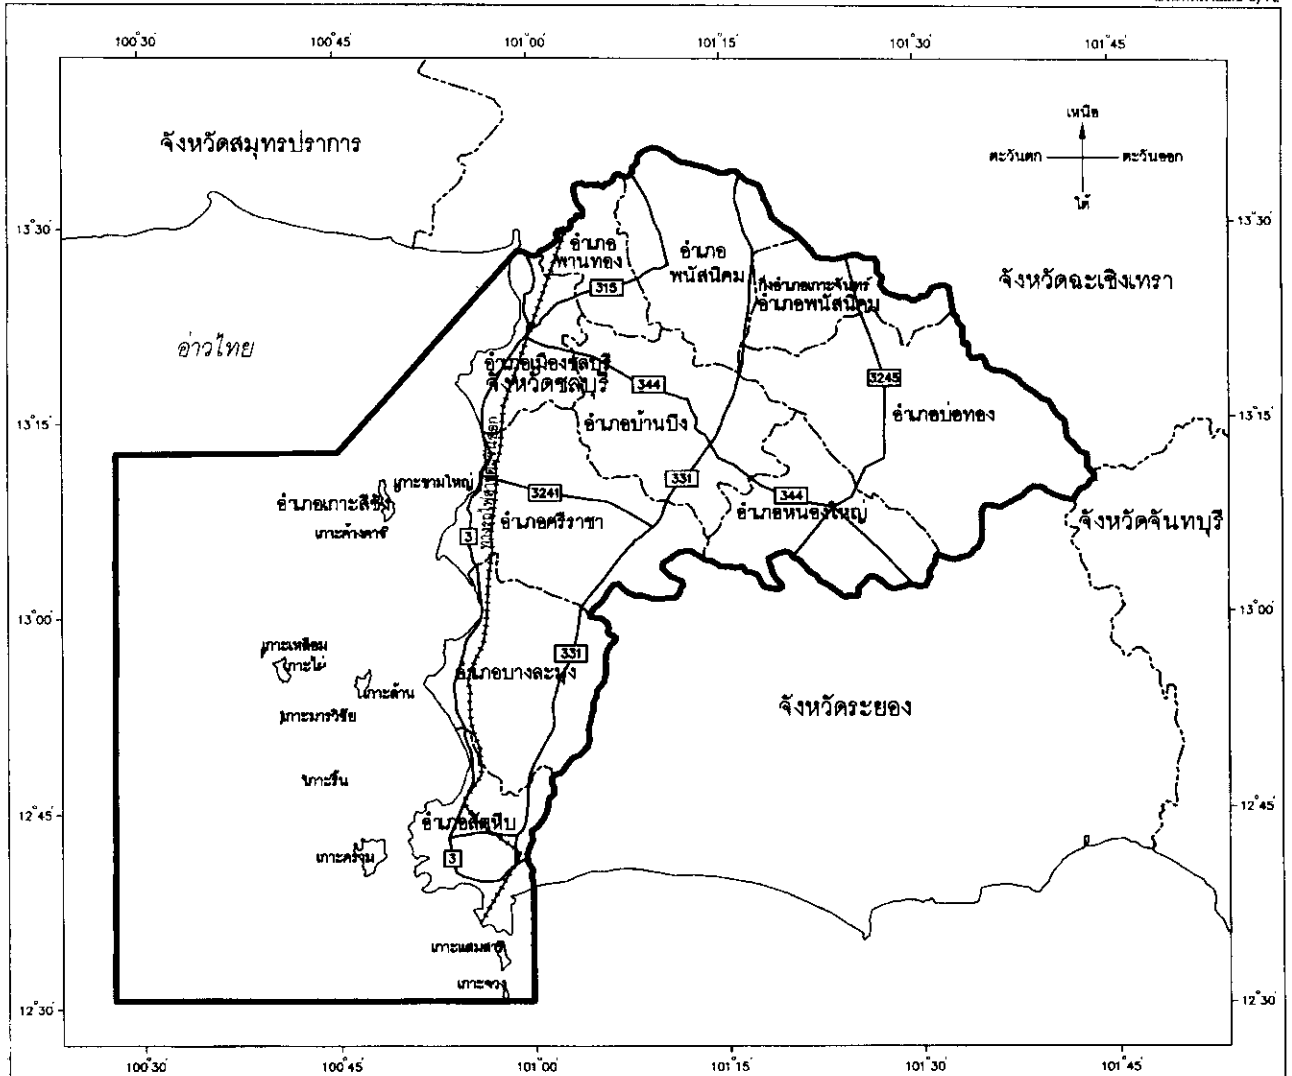 100°30'
100°45'
101°00'
101°15'
101°30'
101°45'
เหนือ
ตะวันตก
ตะวันออก
ใต้
จังหวัดสมุทรปราการ
13°30'
13°30'
อำเภอ
พานทอง
อำเภอ
พนัสนิคม
315
กิ่งอำเภอเกาะจันทร์
อำเภอพนัสนิคม
จังหวัดฉะเชิงเทรา
อ่าวไทย
อำเภอเมืองชลบุรี
จังหวัดชลบุรี
344
3245
อำเภอบ้านบึง
อำเภอบ่อทอง
13°15'
13°15'
331
เกาะขามใหญ่
อำเภอเกาะสีชัง
เกาะค้างคาว
3241
344
อำเภอศรีราชา
อำเภอหนองใหญ่
จังหวัดจันทบุรี
3
13°00'
13°00'
เกาะเหลื่อม
เกาะไผ่
331
อำเภอบางละมุง
เกาะล้าน
เกาะมารวิชัย
จังหวัดระยอง
เกาะริ้น
12°45'
12°45'
อำเภอสัตหีบ
เกาะคราม
3
เกาะแสมสาร
เกาะจวง
12°30'
12°30'
100°30'
100°45'
101°00'
101°15'
101°30'
101°45'